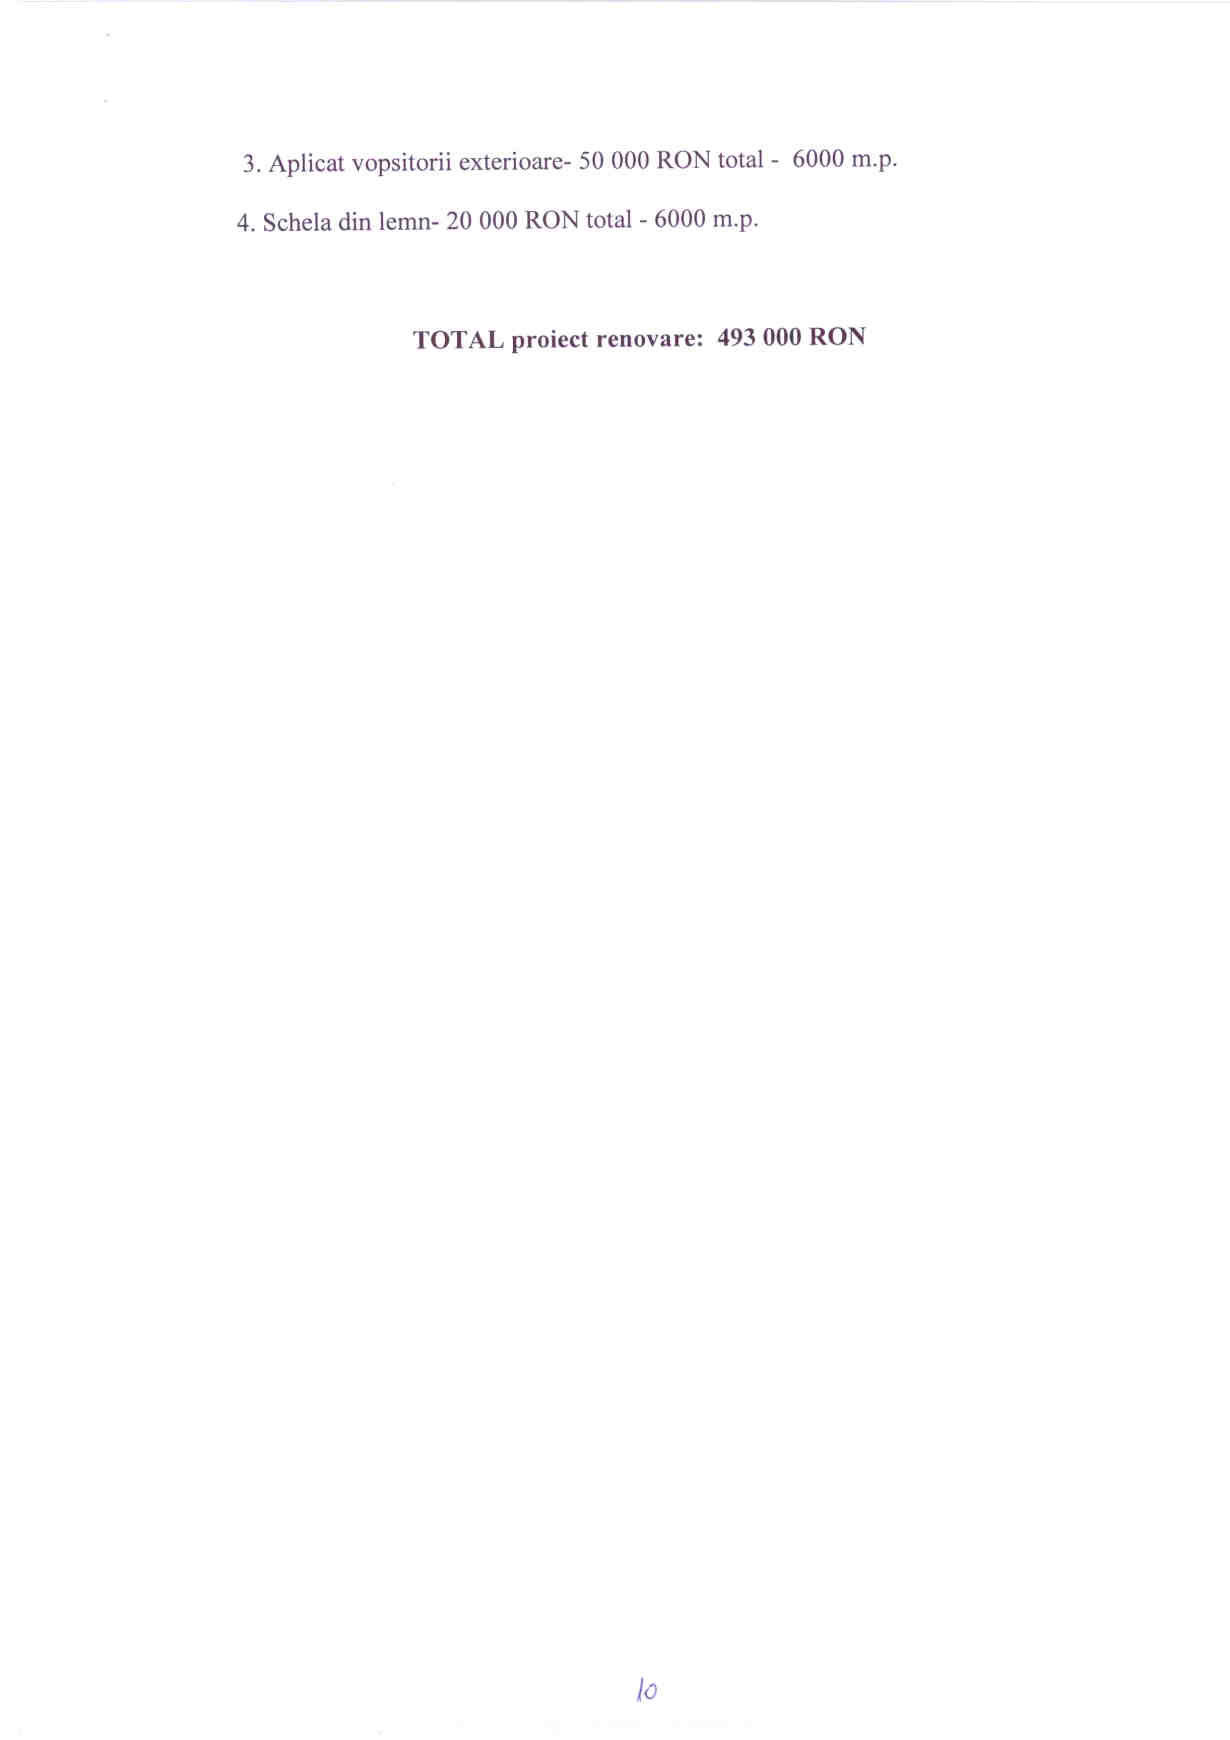 3. Aplicat vopsitorii exterioare- 50 000 RON total - 6000 m.p.
4. Schela din lemn- 20 000 RON total - 6000 m.p.
TOTAL proiect renovare: 493 000 RON
10